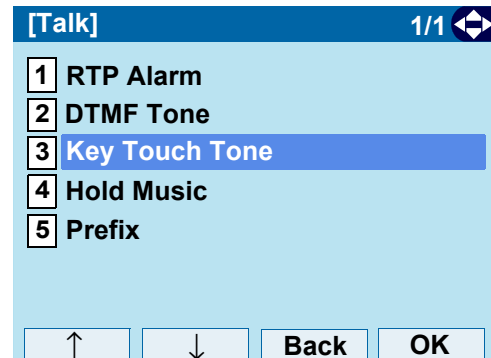 [Talk] 1/1
1 RTP Alarm
2 DTMF Tone
3 Key Touch Tone
4 Hold Music
5 Prefix
↑ ↓ Back OK